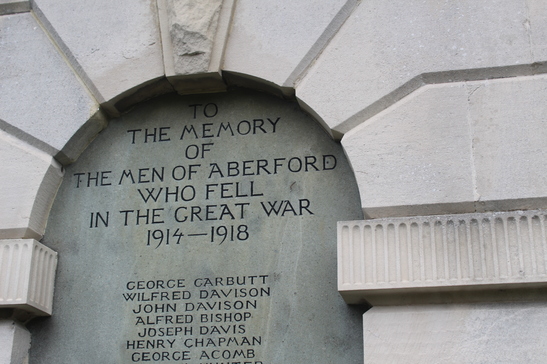 TO
THE MEMORY
OF
THE MEN OF ABERFORD
WHO FELL
IN THE GREAT WAR
1914—1918
GEORGE CARBUTT
WILFRED DAVISON
JOHN DAVISON
ALFRED BISHOP
JOSEPH DAVIS
HENRY CHAPMAN
GEORGE ACOMB